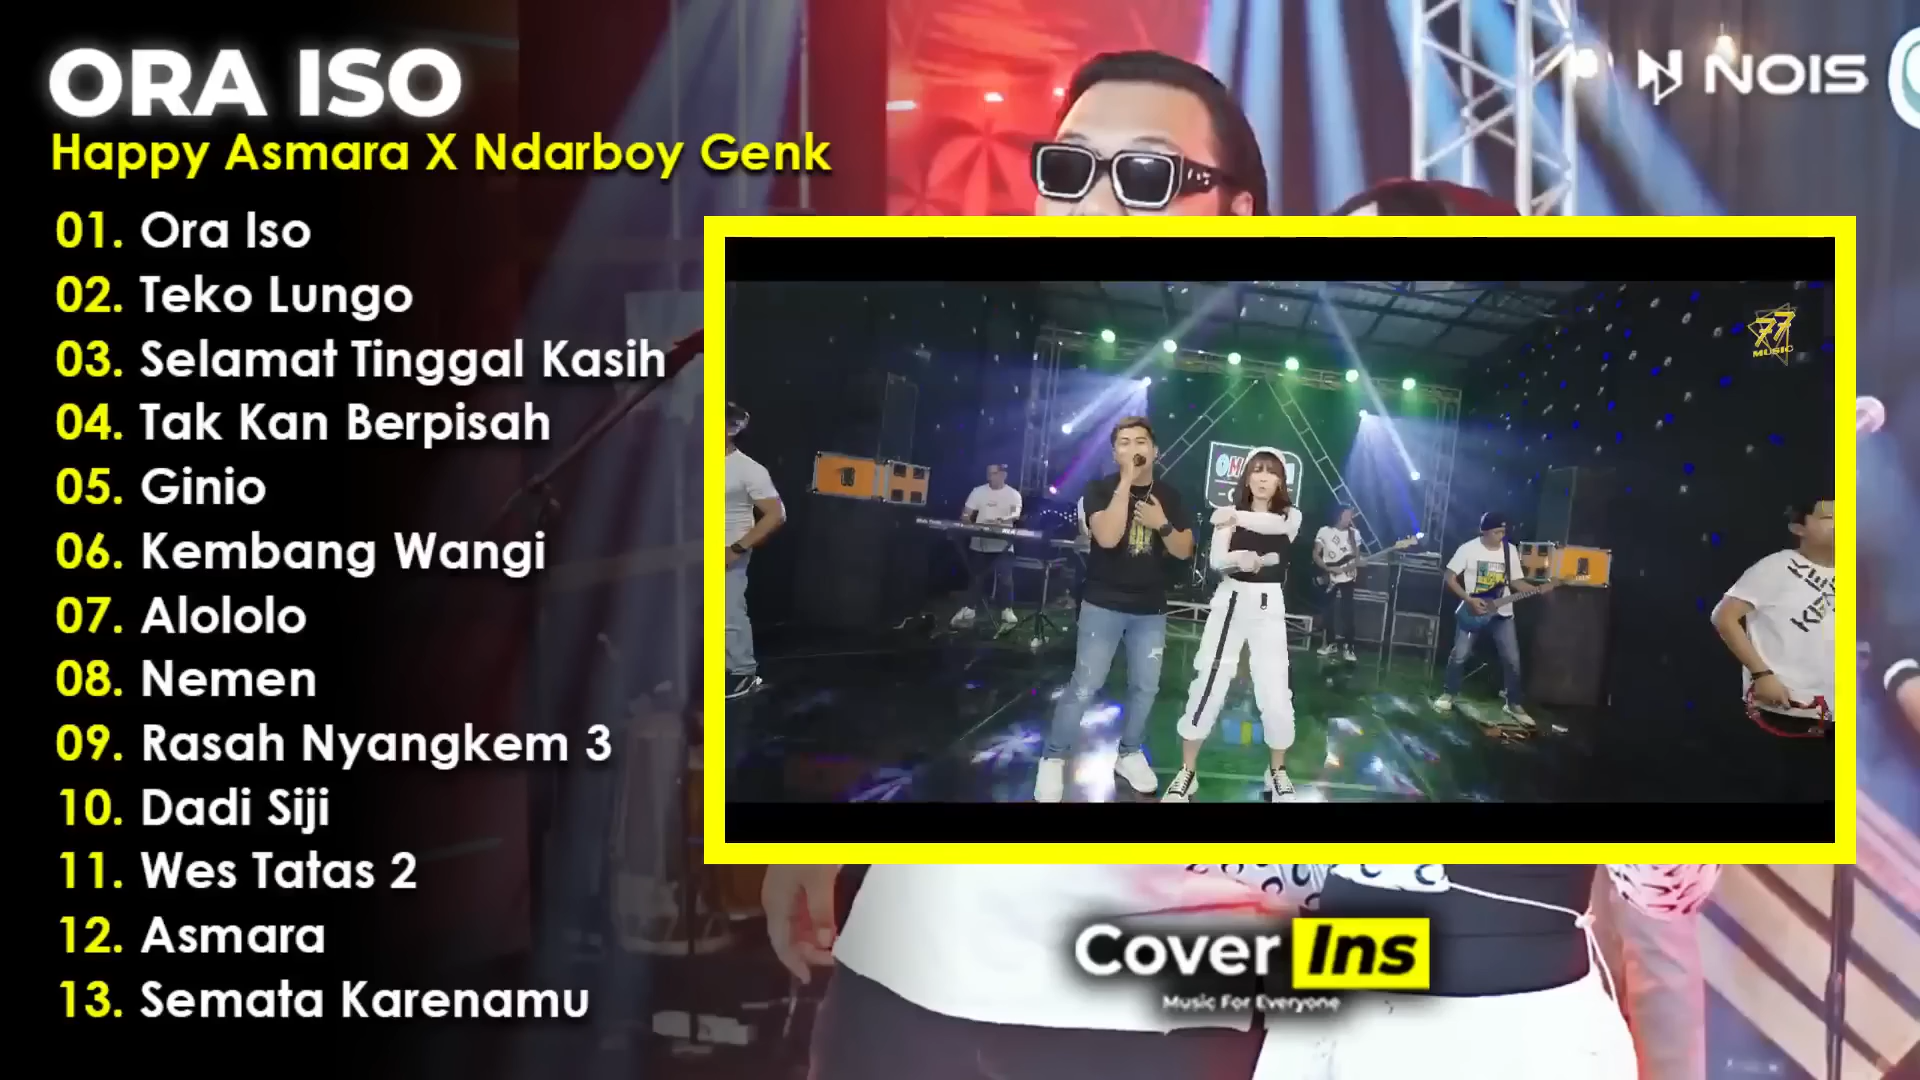 ORA ISO
Happy Asmara X Ndarboy Genk
01. Ora Iso
02. Teko Lungo
03. Selamat Tinggal Kasih
04. Tak Kan Berpisah
05. Ginio
06. Kembang Wangi
07. Alololo
08. Nemen
09. Rasah Nyangkem 3
10. Dadi Siji
11. Wes Tatas 2
12. Asmara
13. Semata Karenamu
NOIS
77
MUSIC
Cover Ins
Music For Everyone